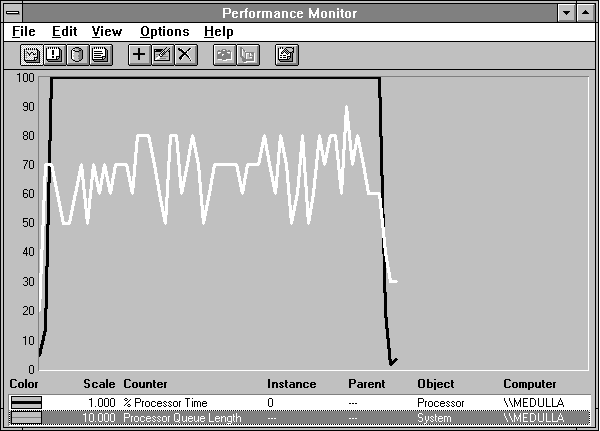 Performance Monitor
File Edit View Options Help
100
90
80
70
60
50
40
30
20
10
0
Color Scale Counter Instance Parent Object Computer
1.000 % Processor Time 0 --- Processor \\MEDULLA
10.000 Processor Queue Length --- --- System \\MEDULLA